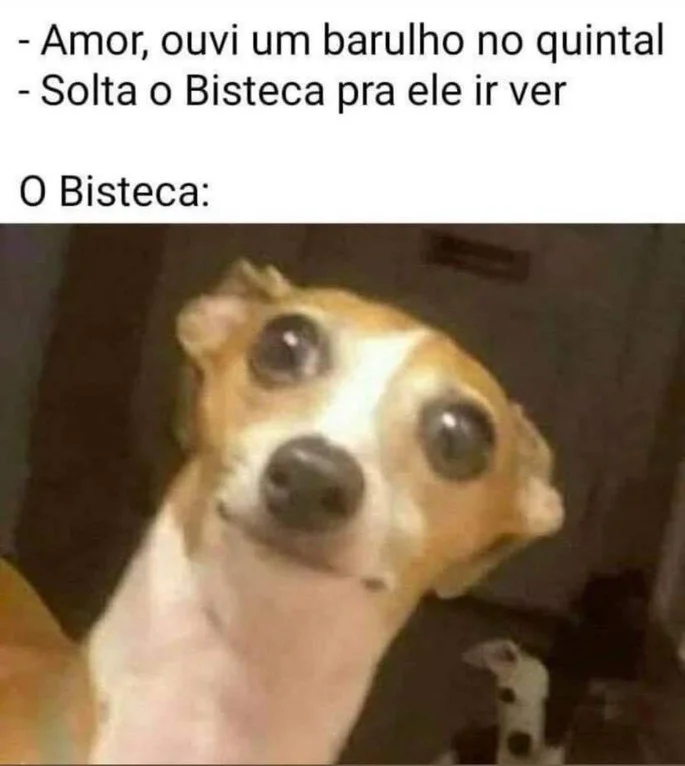 - Amor, ouvi um barulho no quintal
- Solta o Bisteca pra ele ir ver
O Bisteca: